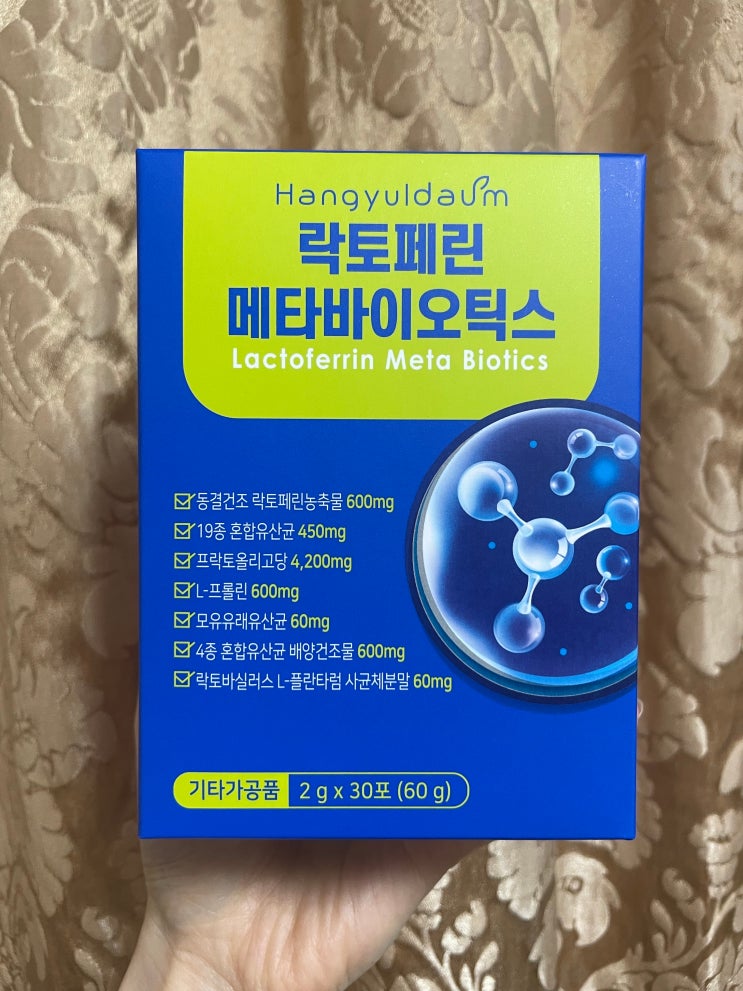 Hangyuldaum
락토페린
메타바이오틱스
Lactoferrin Meta Biotics
동결건조 락토페린농축물 600mg
19종 혼합유산균 450mg
프락토올리고당 4,200mg
L-프롤린 600mg
모유유래유산균 60mg
4종 혼합유산균 배양건조물 600mg
락토바실러스 L-플란타럼 사균체분말 60mg
기타가공품 2 g x 30포 (60 g)